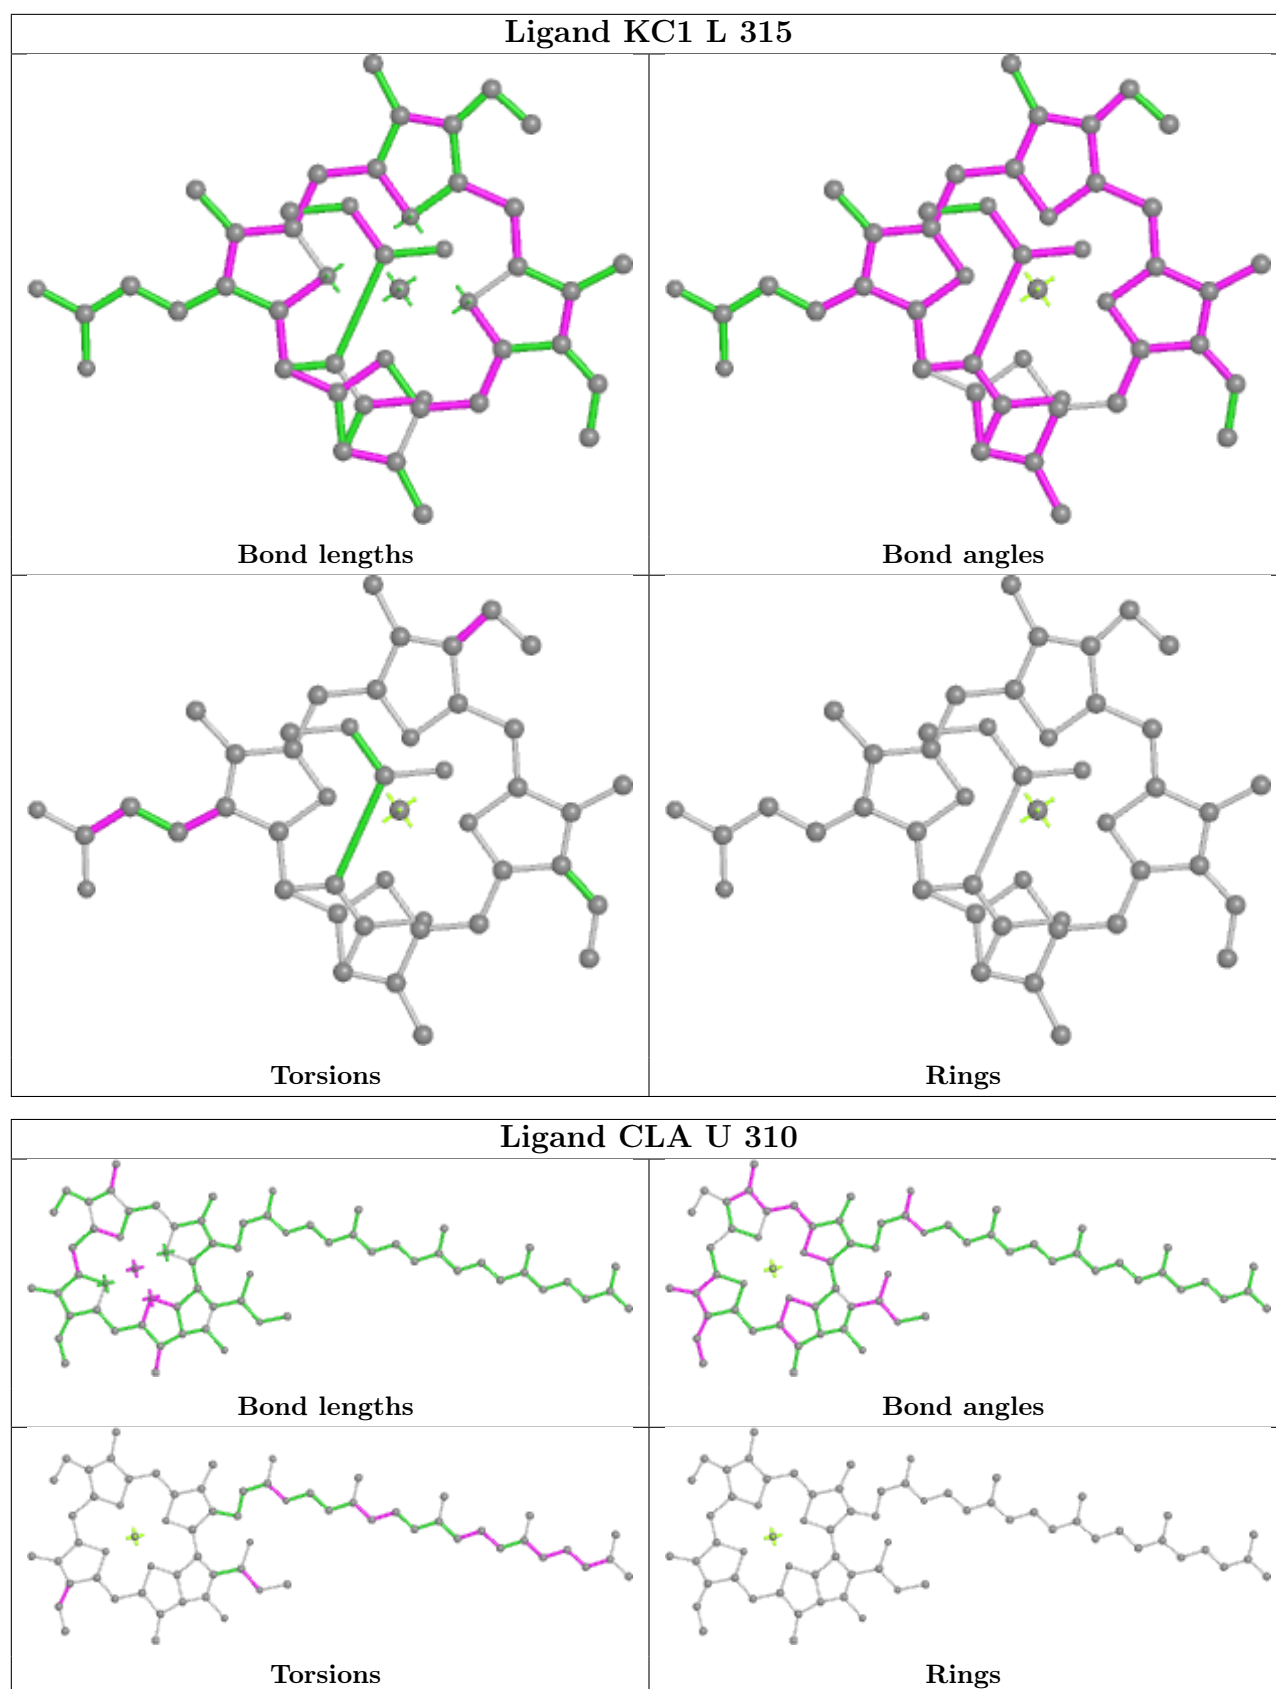 Ligand KC1 L 315
Bond lengths
Bond angles
Torsions
Rings
Ligand CLA U 310
Bond lengths
Bond angles
Torsions
Rings